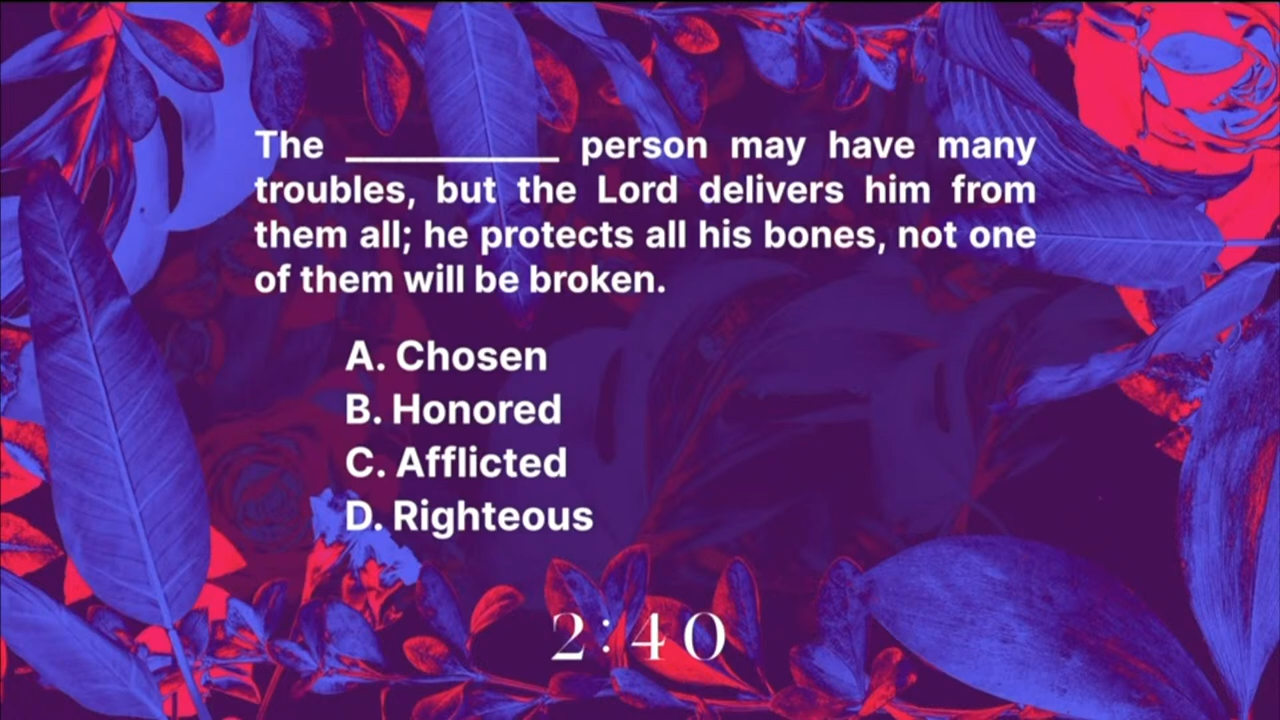 The ___________ person may have many
troubles, but the Lord delivers him from
them all; he protects all his bones, not one
of them will be broken.
A. Chosen
B. Honored
C. Afflicted
D. Righteous
2:40